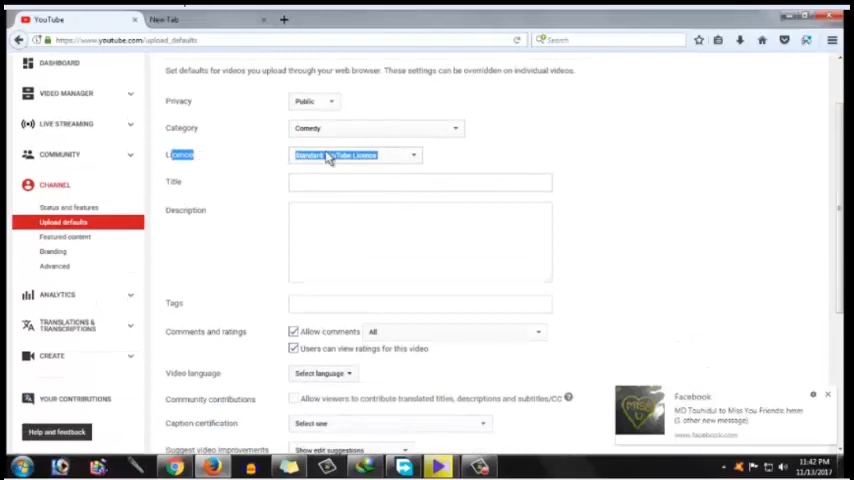 YouTube
New Tab
https://www.youtube.com/upload_defaults
Search
DASHBOARD
Set defaults for videos you upload through your web browser. These settings can be overridden on individual videos.
VIDEO MANAGER
Privacy
Public
LIVE STREAMING
Category
Comedy
COMMUNITY
Licence
Standard YouTube Licence
CHANNEL
Title
Status and features
Description
Upload defaults
Featured content
Branding
Advanced
ANALYTICS
Tags
TRANSLATIONS &
TRANSCRIPTIONS
Comments and ratings
Allow comments
All
Users can view ratings for this video
CREATE
Video language
Select language
YOUR CONTRIBUTIONS
Community contributions
Allow viewers to contribute translated titles, descriptions and subtitles/CC
Facebook
MD Touhidul to Miss You Friends: hmm
(1 other new message)
www.facebook.com
Caption certification
Select one
Help and feedback
Suggest video improvements
Show edit suggestions
11:42 PM
11/13/2017